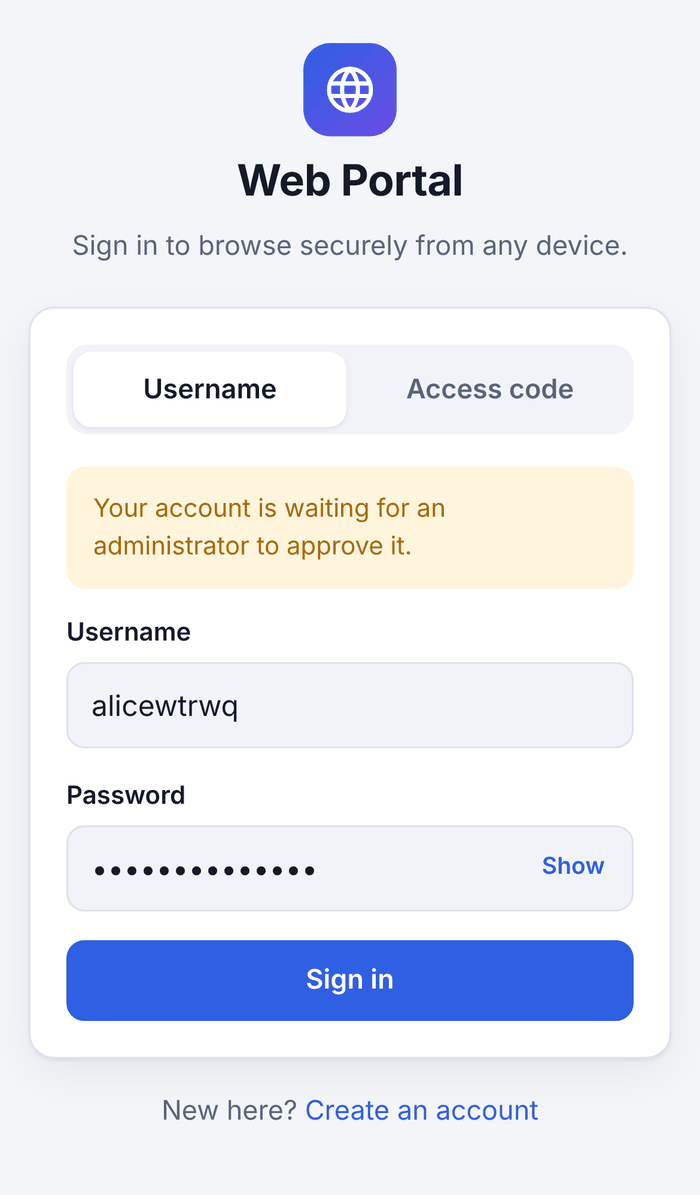 Web Portal
Sign in to browse securely from any device.
Username
Access code
Your account is waiting for an
administrator to approve it.
Username
alicewtrwq
Password
••••••••••••••
Show
Sign in
New here? Create an account